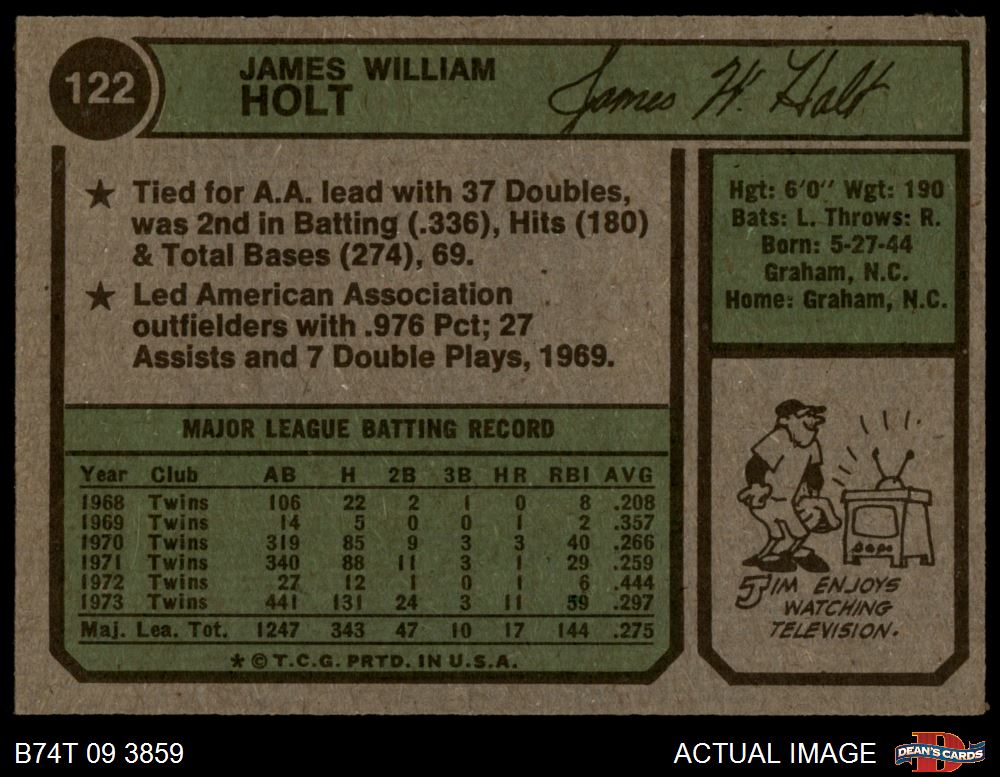 122
JAMES WILLIAM
HOLT
James W. Holt
★ Tied for A.A. lead with 37 Doubles,
was 2nd in Batting (.336), Hits (180)
& Total Bases (274), 69.
★ Led American Association
outfielders with .976 Pct; 27
Assists and 7 Double Plays, 1969.
Hgt: 6'0" Wgt: 190
Bats: L. Throws: R.
Born: 5-27-44
Graham, N.C.
Home: Graham, N.C.
MAJOR LEAGUE BATTING RECORD
Year Club AB H 2B 3B HR RBI AVG
1968 Twins 106 22 2 1 0 8 .208
1969 Twins 14 5 0 0 1 2 .357
1970 Twins 319 85 9 3 3 40 .266
1971 Twins 340 88 11 3 1 29 .259
1972 Twins 27 12 1 0 1 6 .444
1973 Twins 441 131 24 3 11 59 .297
Maj. Lea. Tot. 1247 343 47 10 17 144 .275
★ © T.C.G. PRTD. IN U.S.A.
JIM ENJOYS
WATCHING
TELEVISION.
B74T 09 3859
ACTUAL IMAGE
DEAN'S CARDS